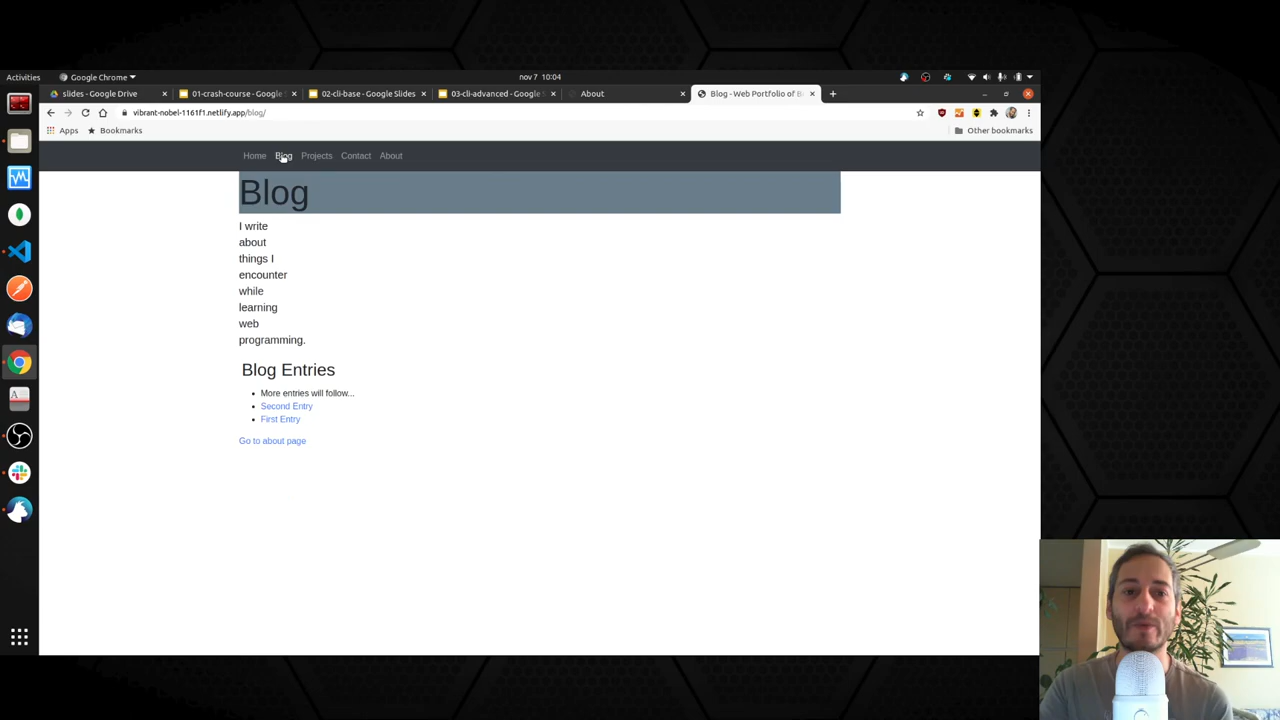 Activities Google Chrome nov 7 10:04
slides - Google Drive 01-crash-course - Google 02-cli-base - Google Slides 03-cli-advanced - Google About Blog - Web Portfolio of
vibrant-nobel-1161f1.netlify.app/blog/
Apps Bookmarks Other bookmarks
Home Blog Projects Contact About
Blog
I write
about
things I
encounter
while
learning
web
programming.
Blog Entries
More entries will follow...
Second Entry
First Entry
Go to about page